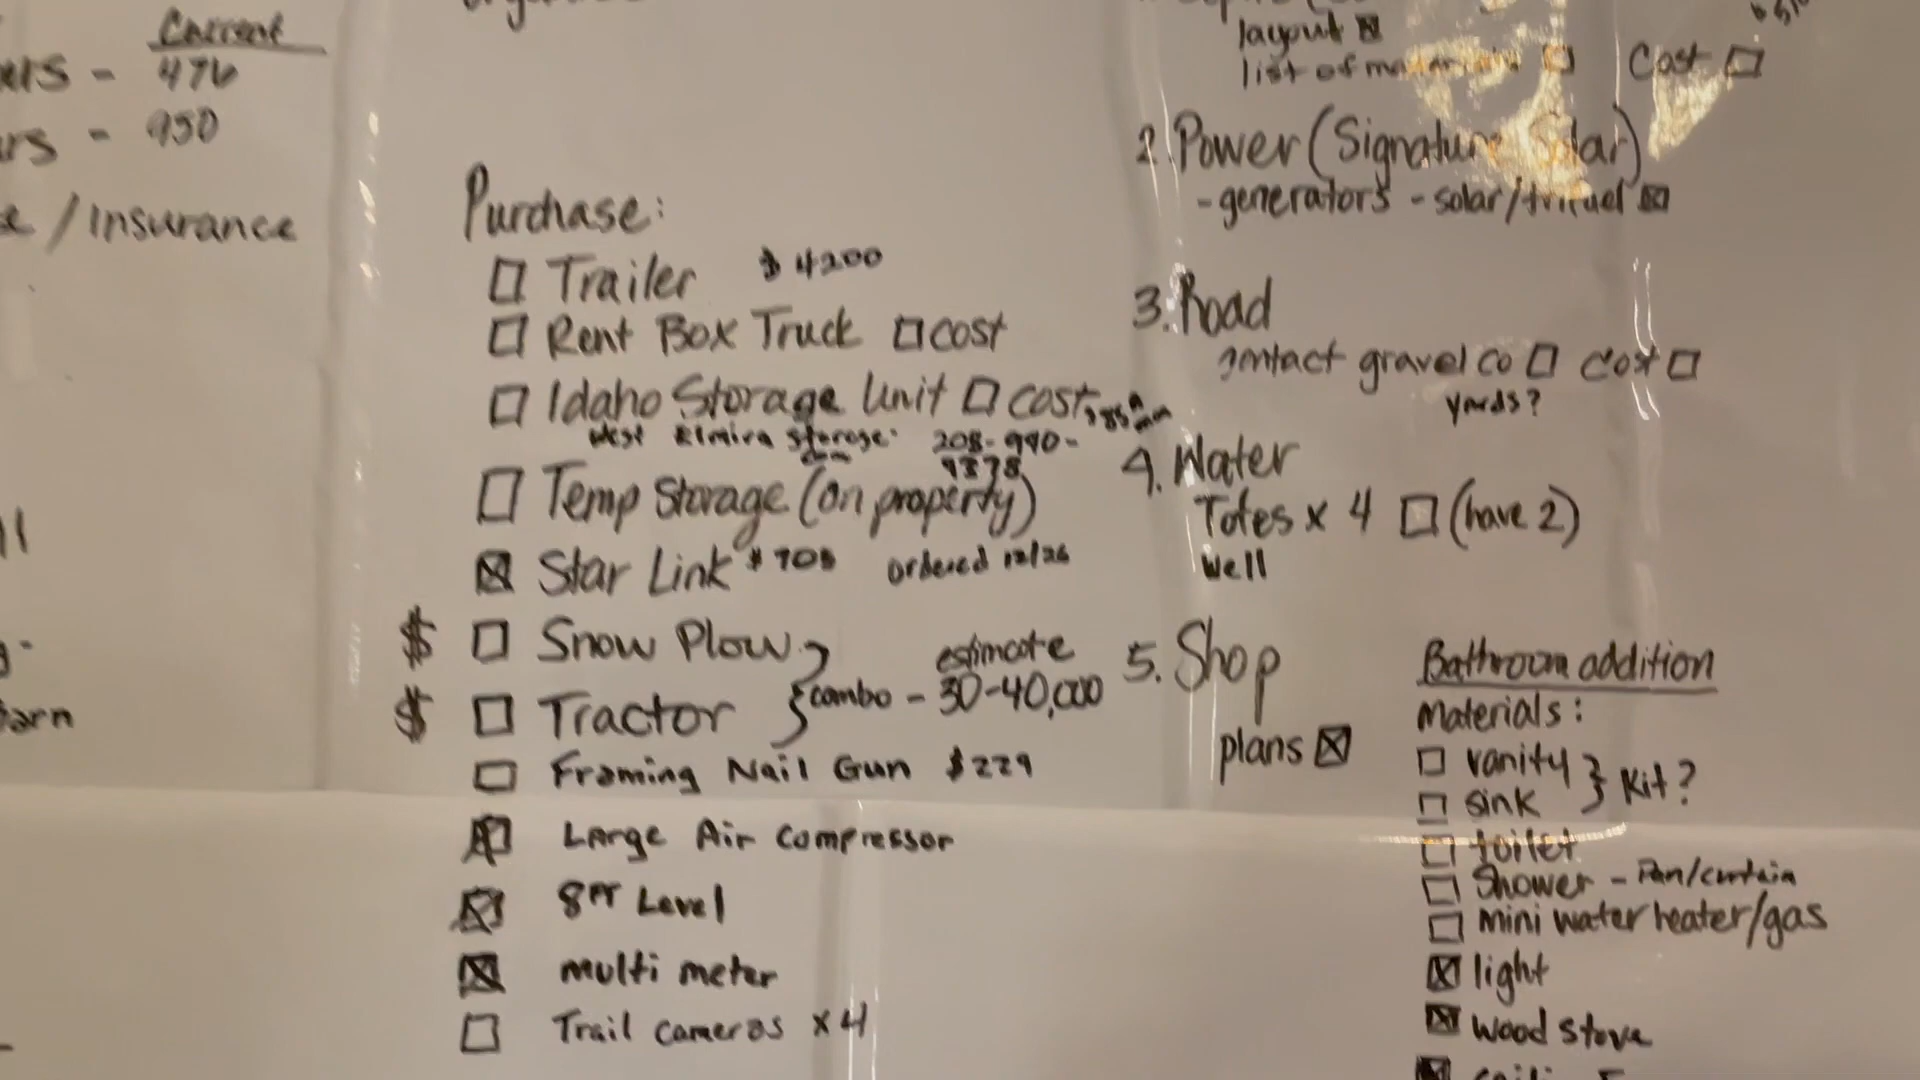 Current
- 476
- 950
/ Insurance
Purchase:
☐ Trailer $4200
☐ Rent Box Truck ☐ cost
☐ Idaho Storage Unit ☐ cost
West Elmira Storage. 208-990-
com 9378
☐ Temp Storage (on property)
☒ Star Link $708 ordered 12/26
$ ☐ Snow Plow
estimate
$ ☐ Tractor } combo - 30-40,000
☐ Framing Nail Gun $229
☒ Large Air Compressor
☒ 8FT Level
☒ multi meter
☐ Trail cameras x4
layout ☒
list of materials ☐ Cost ☐
2. Power (Signature Solar)
- generators - solar/trifuel ☒
3. Road
contact gravel co ☐ cost ☐
yards?
4. Water
Totes x 4 ☐ (have 2)
Well
5. Shop
plans ☒
Bathroom addition
Materials:
☐ vanity } Kit?
☐ sink
☐ toilet
☐ Shower - Pan/curtain
☐ mini water heater/gas
☒ light
☒ Wood Stove